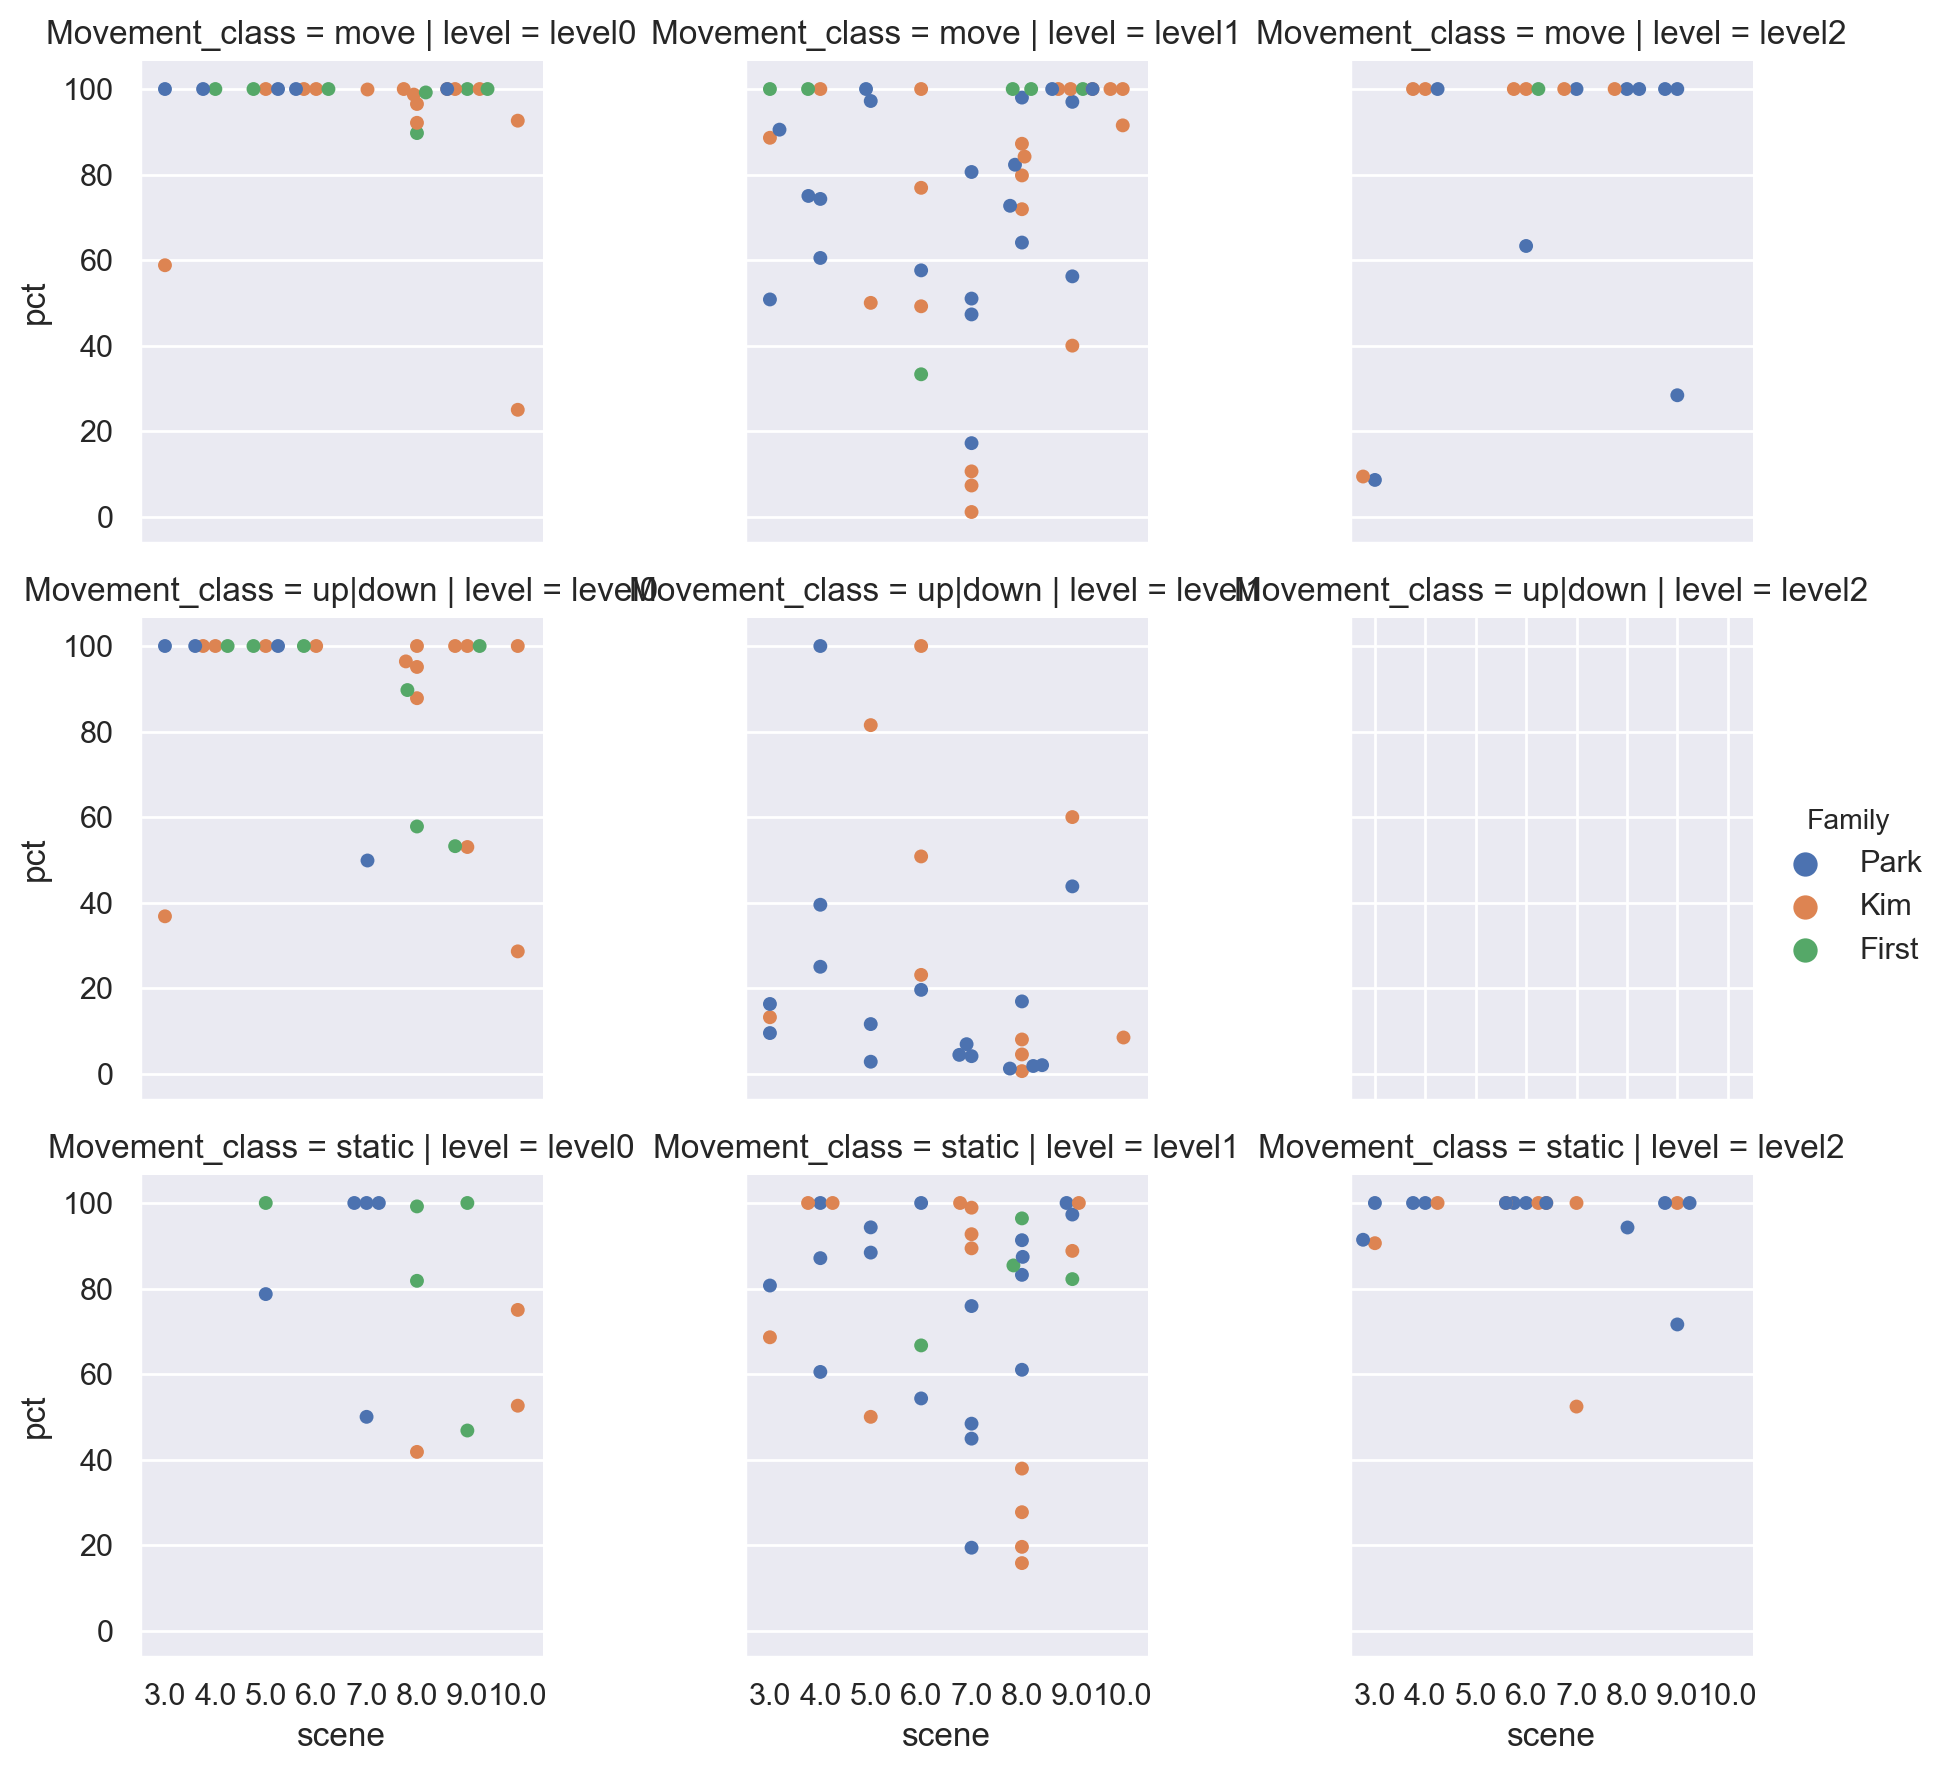 Movement_class = move | level = level0
Movement_class = move | level = level1
Movement_class = move | level = level2
100
80
60
40
20
0
pct
Movement_class = up|down | level = level0
Movement_class = up|down | level = level1
Movement_class = up|down | level = level2
100
80
60
40
20
0
pct
Family
Park
Kim
First
Movement_class = static | level = level0
Movement_class = static | level = level1
Movement_class = static | level = level2
100
80
60
40
20
0
pct
3.0 4.0 5.0 6.0 7.0 8.0 9.0 10.0
3.0 4.0 5.0 6.0 7.0 8.0 9.0 10.0
3.0 4.0 5.0 6.0 7.0 8.0 9.0 10.0
scene
scene
scene